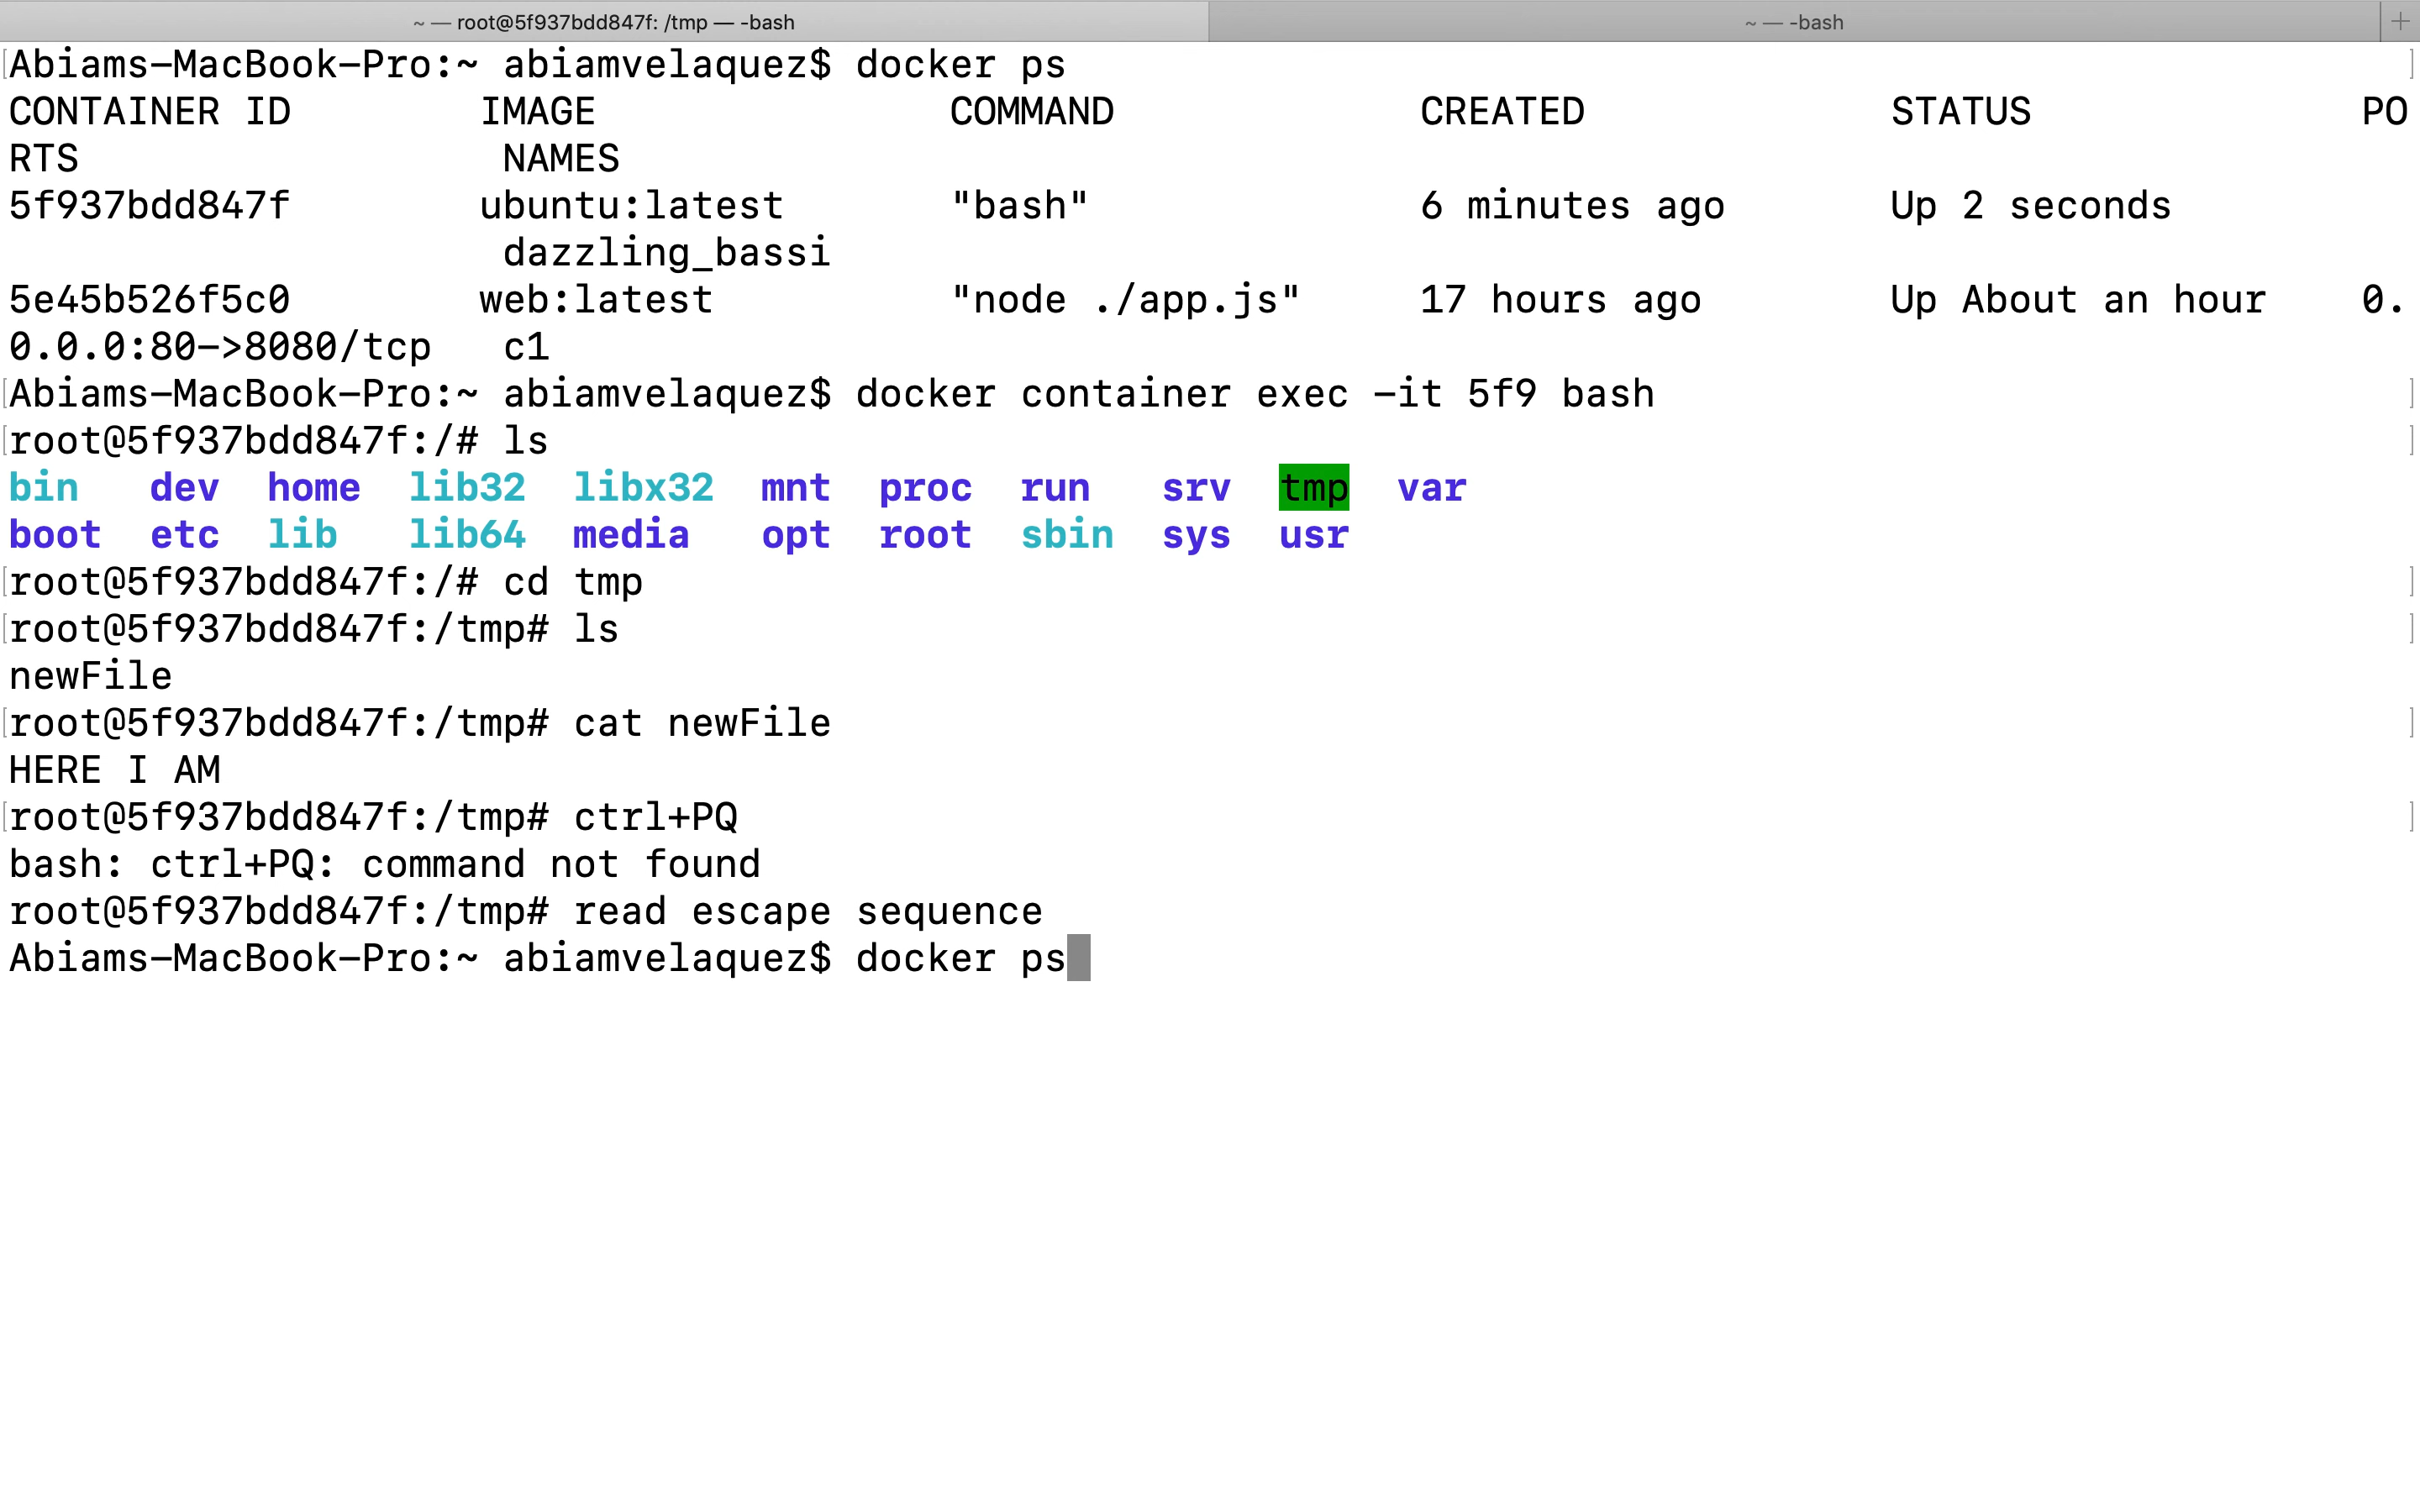 ~ — root@5f937bdd847f: /tmp — -bash
~ — -bash
+
[Abiams-MacBook-Pro:~ abiamvelaquez$ docker ps ]
CONTAINER ID        IMAGE               COMMAND             CREATED             STATUS              PO
RTS                  NAMES
5f937bdd847f        ubuntu:latest       "bash"              6 minutes ago       Up 2 seconds
                     dazzling_bassi
5e45b526f5c0        web:latest          "node ./app.js"     17 hours ago        Up About an hour    0.
0.0.0:80->8080/tcp   c1
[Abiams-MacBook-Pro:~ abiamvelaquez$ docker container exec -it 5f9 bash ]
[root@5f937bdd847f:/# ls ]
bin   dev  home  lib32  libx32  mnt  proc  run   srv  tmp  var
boot  etc  lib   lib64  media   opt  root  sbin  sys  usr
[root@5f937bdd847f:/# cd tmp ]
[root@5f937bdd847f:/tmp# ls ]
newFile
[root@5f937bdd847f:/tmp# cat newFile ]
HERE I AM
[root@5f937bdd847f:/tmp# ctrl+PQ ]
bash: ctrl+PQ: command not found
root@5f937bdd847f:/tmp# read escape sequence
Abiams-MacBook-Pro:~ abiamvelaquez$ docker ps